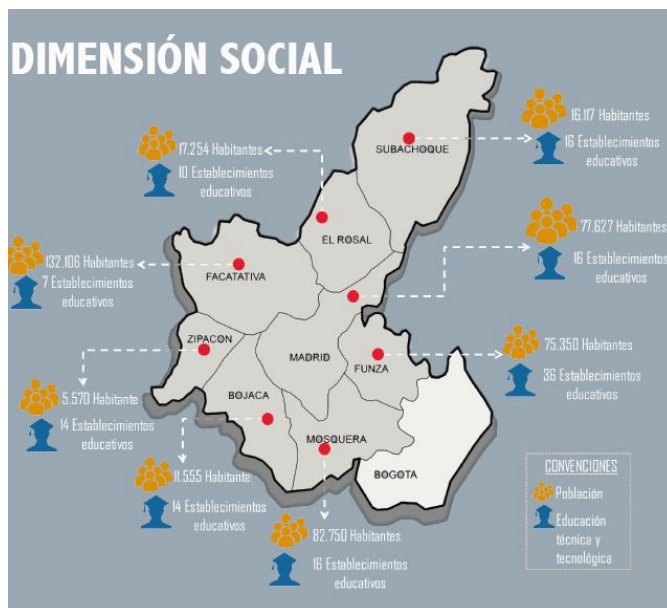 DIMENSIÓN SOCIAL
16.117 Habitantes
16 Establecimientos
educativos
SUBACHOQUE
17.254 Habitantes
10 Establecimientos
educativos
77.627 Habitantes
16 Establecimientos
educativos
EL ROSAL
132.106 Habitantes
7 Establecimientos
educativos
FACATATIVA
ZIPACON
MADRID
FUNZA
75.350 Habitantes
36 Establecimientos
educativos
5.570 Habitante
14 Establecimientos
educativos
BOJACA
MOSQUERA
BOGOTA
11.555 Habitante
14 Establecimientos
educativos
82.750 Habitantes
16 Establecimientos
educativos
CONVENCIONES
Población
Educación
técnica y
tecnológica